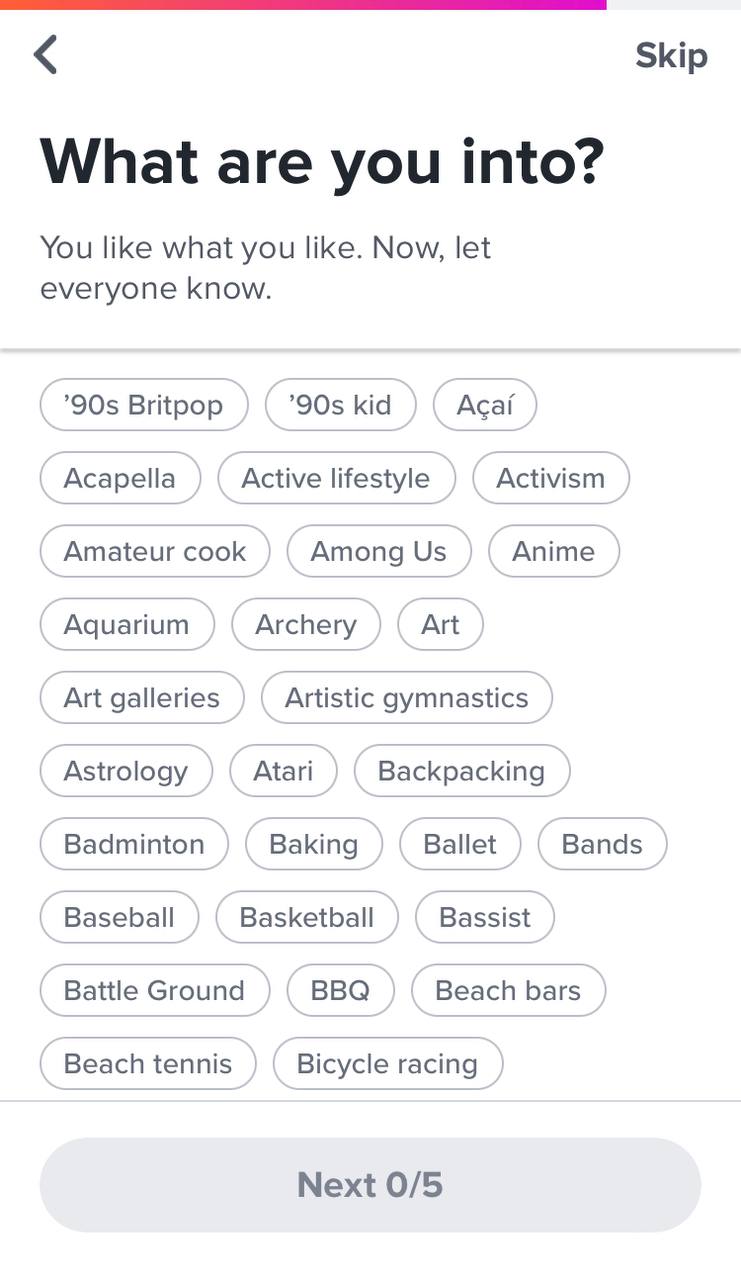 Skip
What are you into?
You like what you like. Now, let
everyone know.
’90s Britpop ’90s kid Açaí
Acapella Active lifestyle Activism
Amateur cook Among Us Anime
Aquarium Archery Art
Art galleries Artistic gymnastics
Astrology Atari Backpacking
Badminton Baking Ballet Bands
Baseball Basketball Bassist
Battle Ground BBQ Beach bars
Beach tennis Bicycle racing
Next 0/5